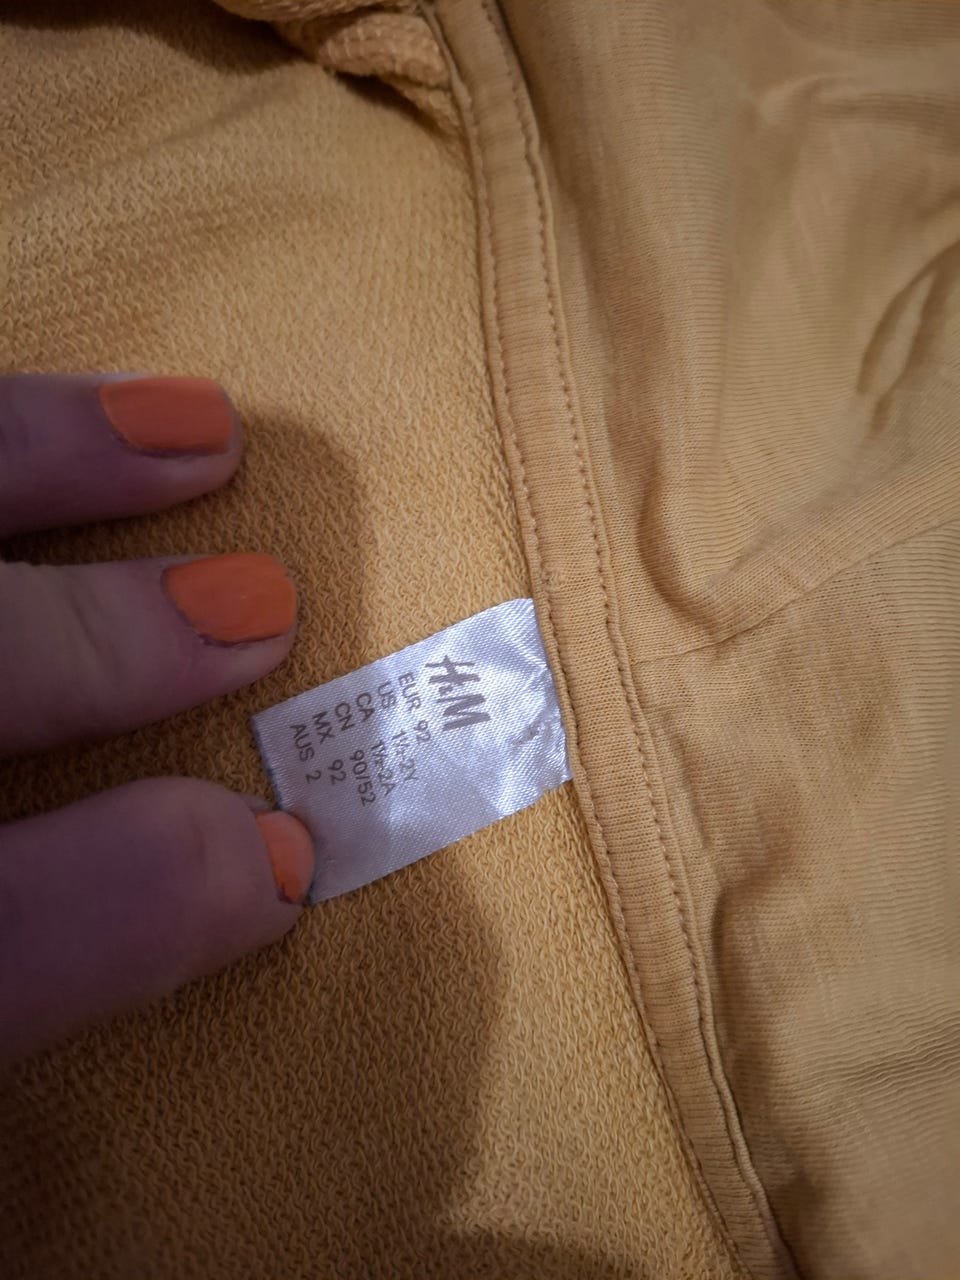 H&M
EUR 92
US 1½-2Y
CA 1½-2A
CN 90/52
MX 92
AUS 2